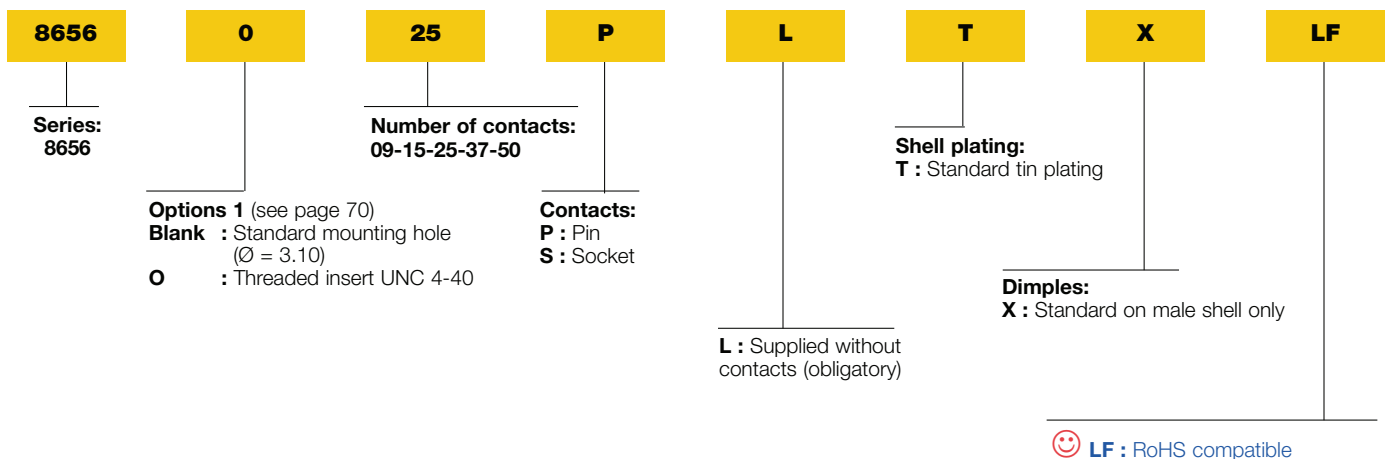 8656 0 25 P L T X LF
Series:
8656
Number of contacts:
09-15-25-37-50
Shell plating:
T : Standard tin plating
Options 1 (see page 70)
Blank : Standard mounting hole
(Ø = 3.10)
O : Threaded insert UNC 4-40
Contacts:
P : Pin
S : Socket
Dimples:
X : Standard on male shell only
L : Supplied without
contacts (obligatory)
LF : RoHS compatible